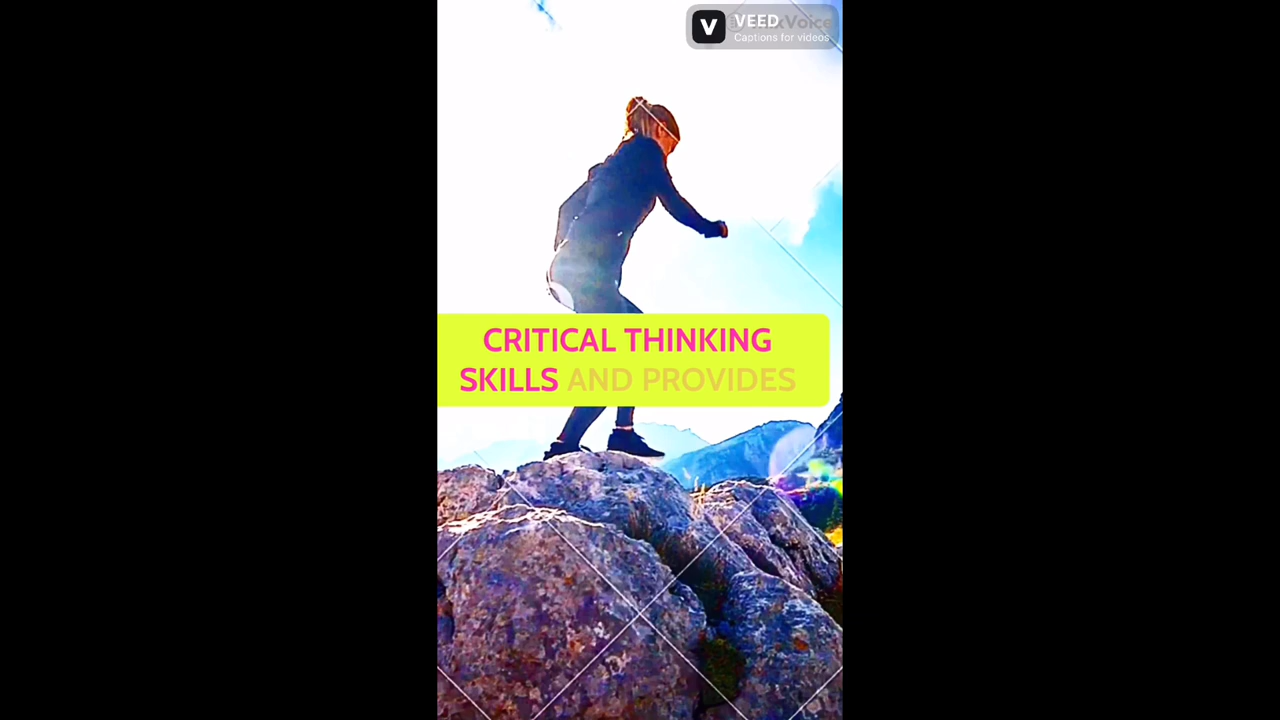 VEED
Captions for videos
CRITICAL THINKING
SKILLS AND PROVIDES